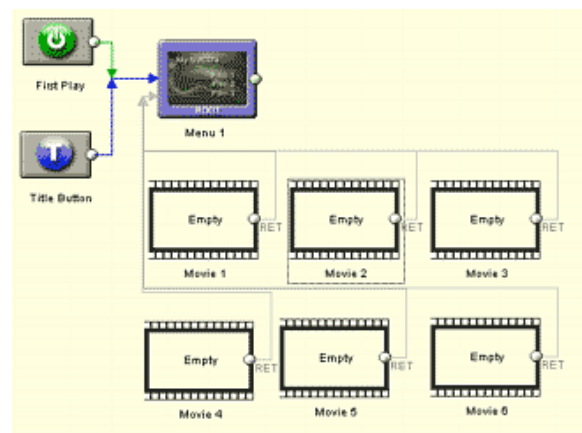 First Play
ROOT
Menu 1
T
Title Button
Empty
RET
Movie 1
Empty
RET
Movie 2
Empty
RET
Movie 3
Empty
RET
Movie 4
Empty
RET
Movie 5
Empty
RET
Movie 6